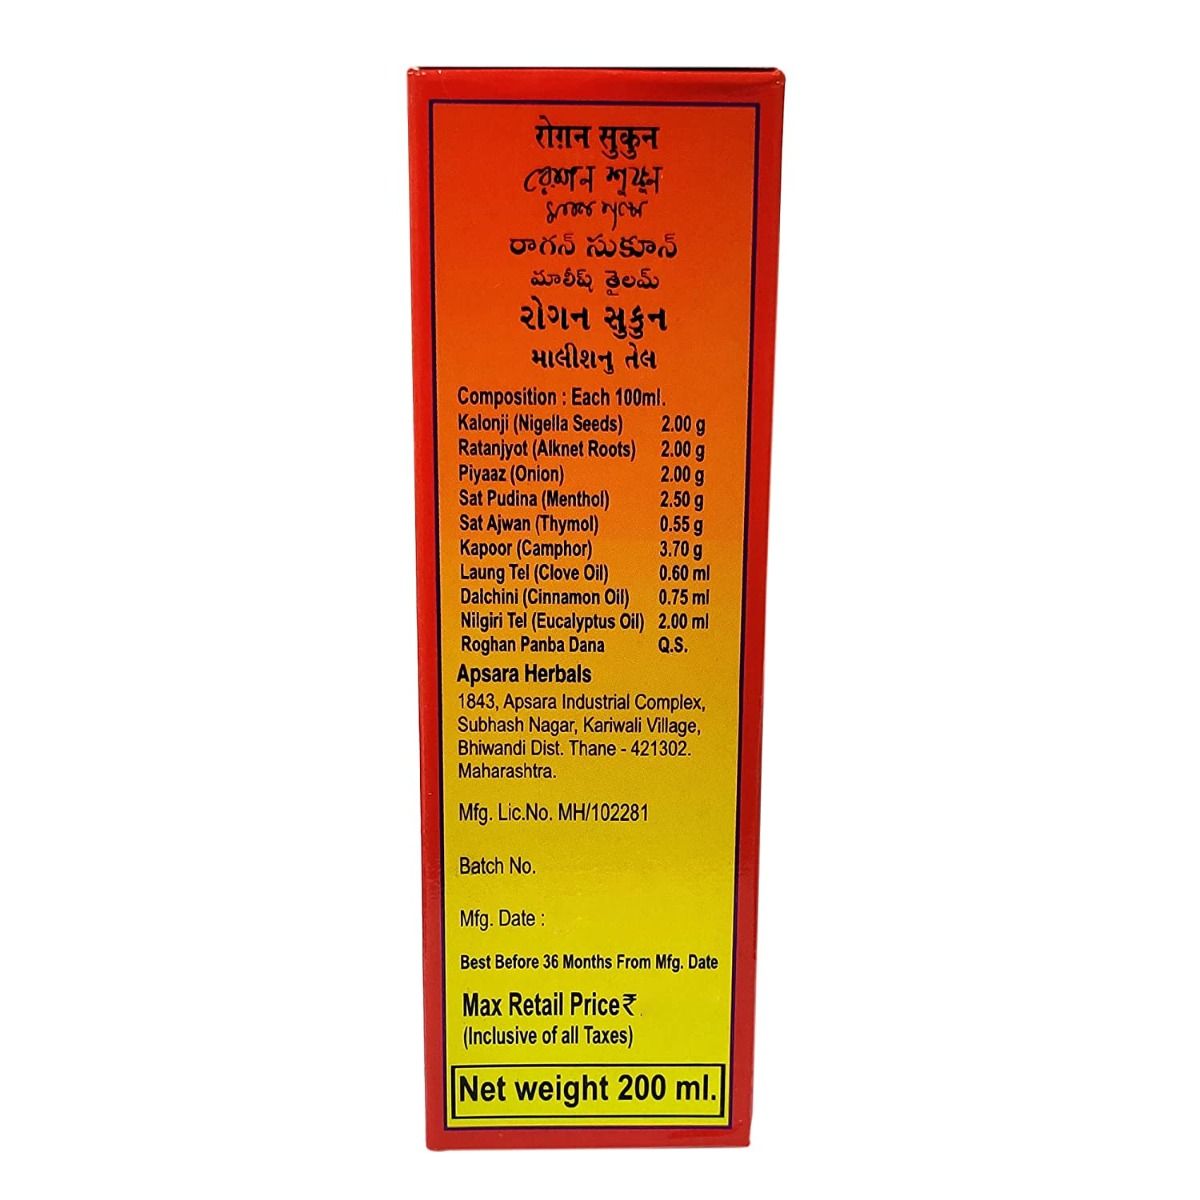 रोग़न सुकुन
రాగన్ సుకూన్
మాలీష్ తైలమ్
રોગન સુકુન
માલીશનુ તેલ
Composition : Each 100ml.
Kalonji (Nigella Seeds) 2.00 g
Ratanjyot (Alknet Roots) 2.00 g
Piyaaz (Onion) 2.00 g
Sat Pudina (Menthol) 2.50 g
Sat Ajwan (Thymol) 0.55 g
Kapoor (Camphor) 3.70 g
Laung Tel (Clove Oil) 0.60 ml
Dalchini (Cinnamon Oil) 0.75 ml
Nilgiri Tel (Eucalyptus Oil) 2.00 ml
Roghan Panba Dana Q.S.
Apsara Herbals
1843, Apsara Industrial Complex,
Subhash Nagar, Kariwali Village,
Bhiwandi Dist. Thane - 421302.
Maharashtra.
Mfg. Lic.No. MH/102281
Batch No.
Mfg. Date :
Best Before 36 Months From Mfg. Date
Max Retail Price₹
(Inclusive of all Taxes)
Net weight 200 ml.